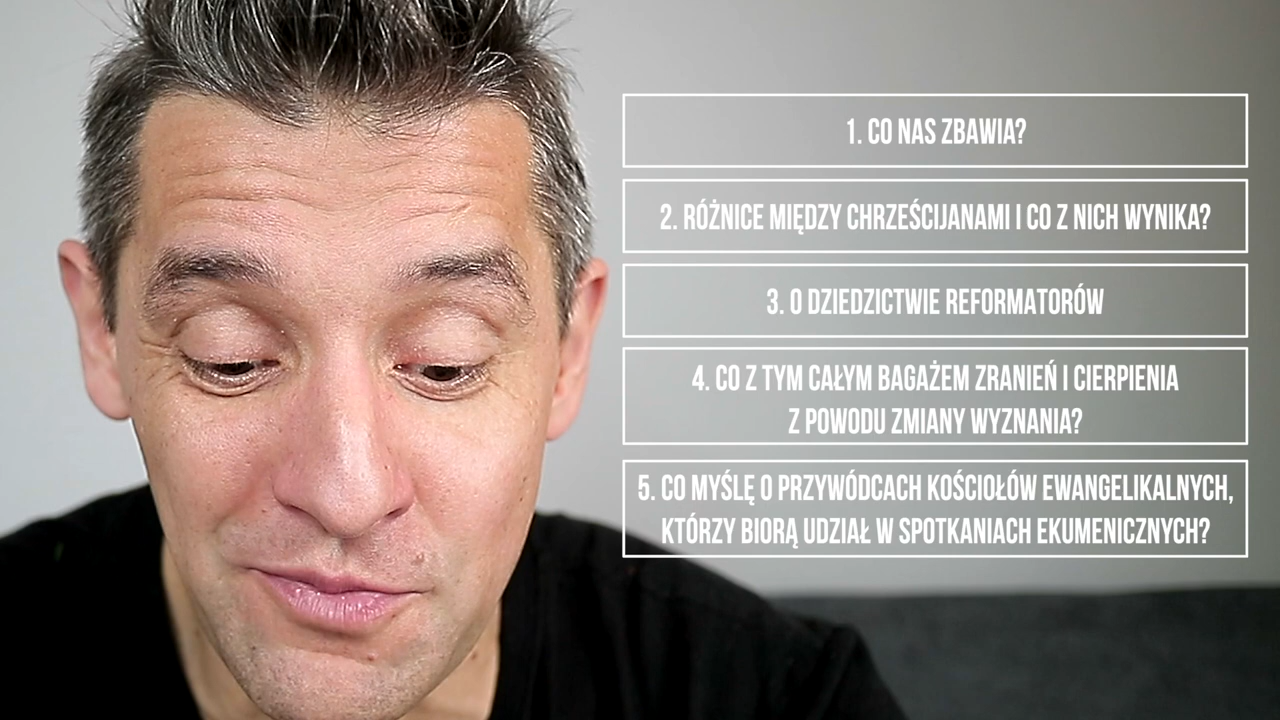 1. CO NAS ZBAWIA?
2. RÓŻNICE MIĘDZY CHRZEŚCIJANAMI I CO Z NICH WYNIKA?
3. O DZIEDZICTWIE REFORMATORÓW
4. CO Z TYM CAŁYM BAGAŻEM ZRANIEŃ I CIERPIENIA
Z POWODU ZMIANY WYZNANIA?
5. CO MYŚLĘ O PRZYWÓDCACH KOŚCIOŁÓW EWANGELIKALNYCH,
KTÓRZY BIORĄ UDZIAŁ W SPOTKANIACH EKUMENICZNYCH?